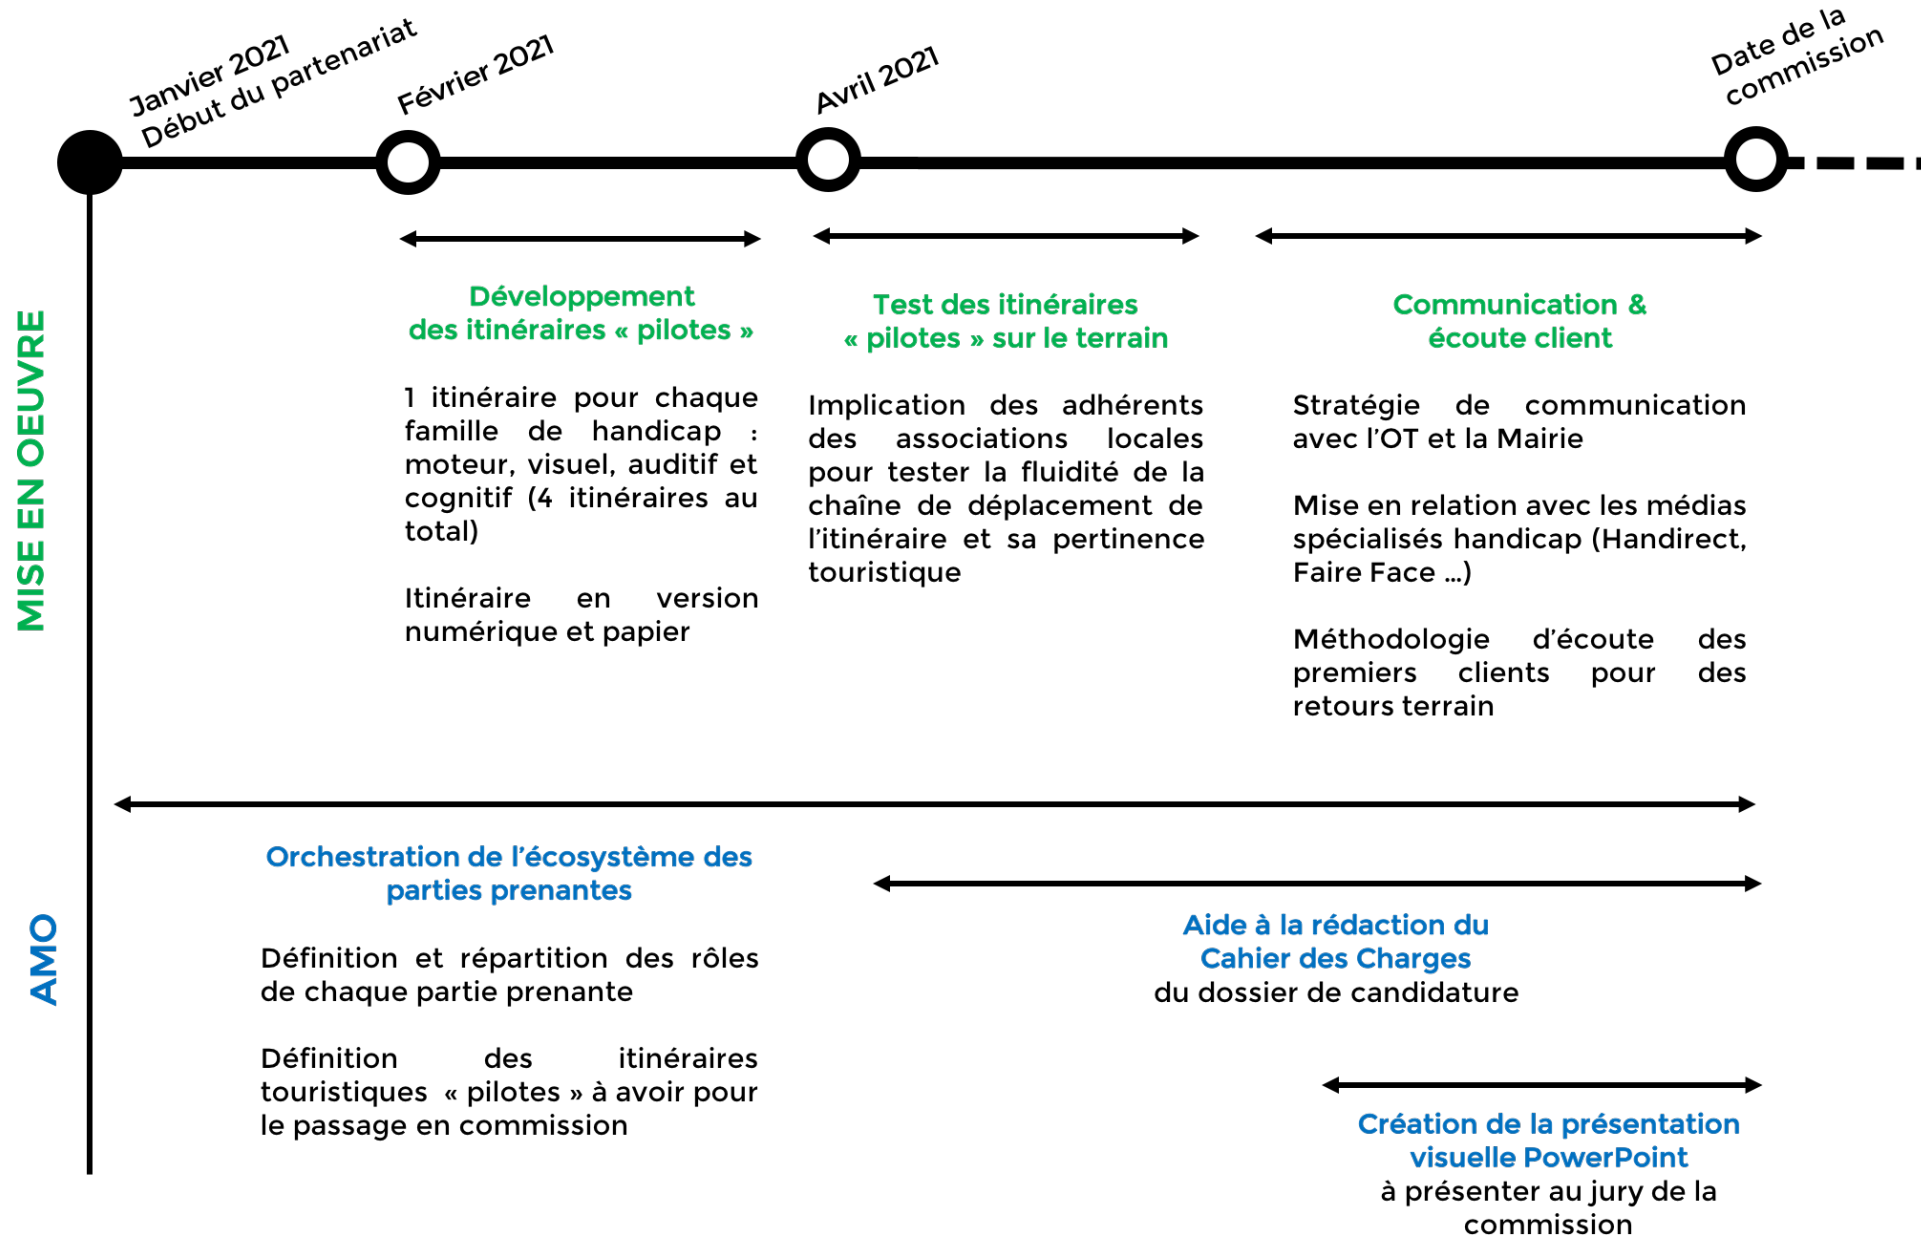 Janvier 2021
Début du partenariat
Février 2021
Avril 2021
Date de la
commission
MISE EN OEUVRE
Développement
des itinéraires « pilotes »
1 itinéraire pour chaque
famille de handicap :
moteur, visuel, auditif et
cognitif (4 itinéraires au
total)
Itinéraire en version
numérique et papier
Test des itinéraires
« pilotes » sur le terrain
Implication des adhérents
des associations locales
pour tester la fluidité de la
chaîne de déplacement de
l'itinéraire et sa pertinence
touristique
Communication &
écoute client
Stratégie de communication
avec l'OT et la Mairie
Mise en relation avec les médias
spécialisés handicap (Handirect,
Faire Face ...)
Méthodologie d'écoute des
premiers clients pour des
retours terrain
AMO
Orchestration de l'écosystème des
parties prenantes
Définition et répartition des rôles
de chaque partie prenante
Définition des itinéraires
touristiques « pilotes » à avoir pour
le passage en commission
Aide à la rédaction du
Cahier des Charges
du dossier de candidature
Création de la présentation
visuelle PowerPoint
à présenter au jury de la
commission